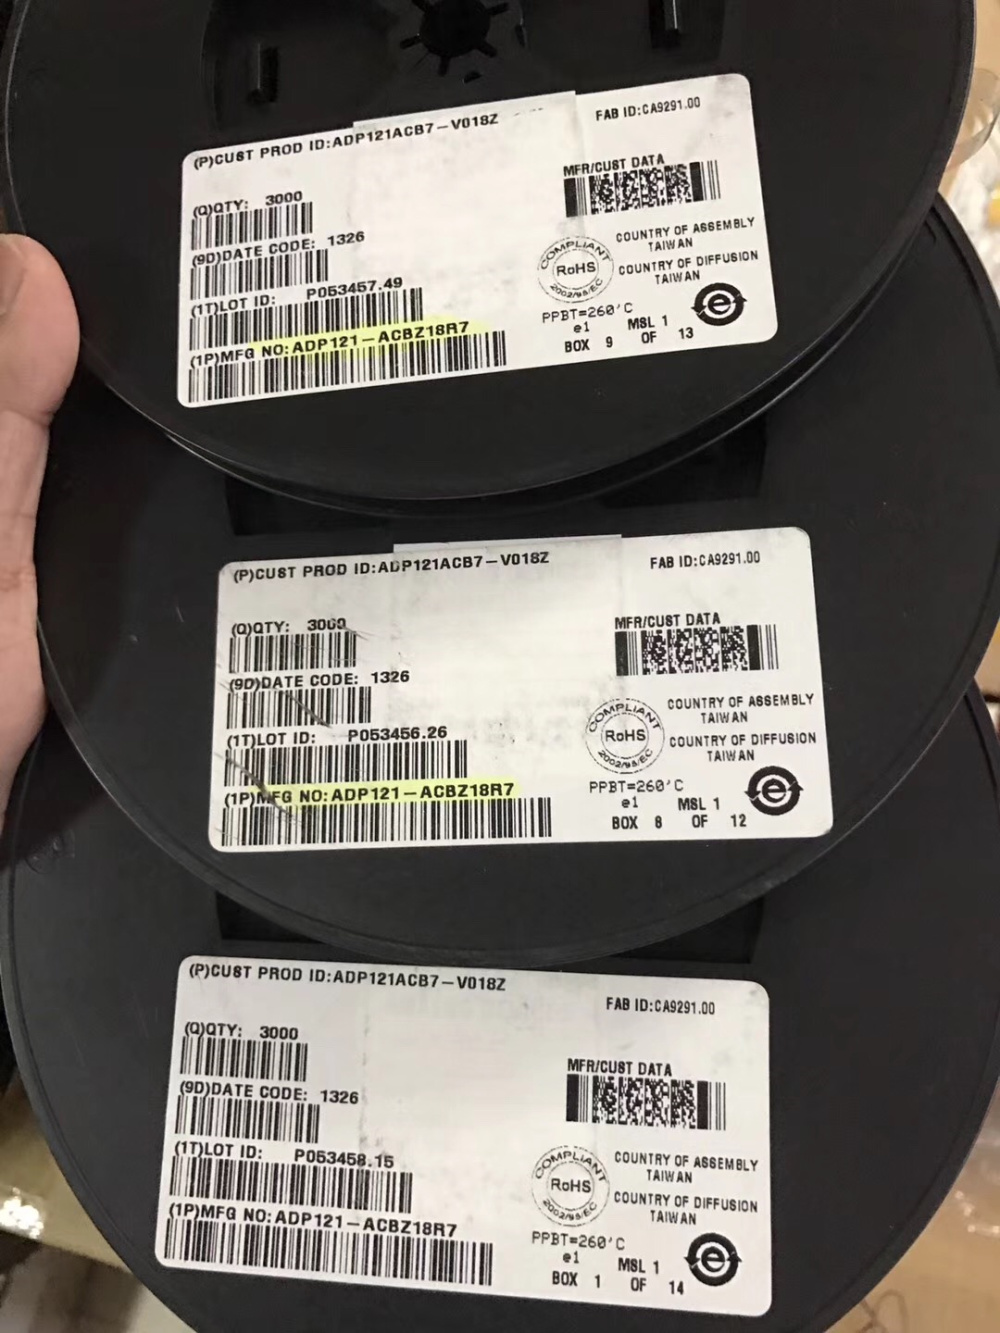 (P)CUST PROD ID:ADP121ACB7-V018Z
FAB ID:CA9291.00
(Q)QTY: 3000
MFR/CUST DATA
(9D)DATE CODE: 1326
(1T)LOT ID: P053457.49
(1P)MFG NO:ADP121-ACBZ18R7
COMPLIANT
RoHS
2002/95/EC
COUNTRY OF ASSEMBLY
TAIWAN
COUNTRY OF DIFFUSION
TAIWAN
PPBT=260'C
e1 MSL 1
BOX 9 OF 13
e
(P)CUST PROD ID:ADP121ACB7-V018Z
FAB ID:CA9291.00
(Q)QTY: 3000
MFR/CUST DATA
(9D)DATE CODE: 1326
(1T)LOT ID: P053456.26
(1P)MFG NO:ADP121-ACBZ18R7
COMPLIANT
RoHS
2002/95/EC
COUNTRY OF ASSEMBLY
TAIWAN
COUNTRY OF DIFFUSION
TAIWAN
PPBT=260'C
e1 MSL 1
BOX 8 OF 12
e
(P)CUST PROD ID:ADP121ACB7-V018Z
FAB ID:CA9291.00
(Q)QTY: 3000
MFR/CUST DATA
(9D)DATE CODE: 1326
(1T)LOT ID: P053458.15
(1P)MFG NO:ADP121-ACBZ18R7
COMPLIANT
RoHS
2002/95/EC
COUNTRY OF ASSEMBLY
TAIWAN
COUNTRY OF DIFFUSION
TAIWAN
PPBT=260'C
e1 MSL 1
BOX 1 OF 14
e